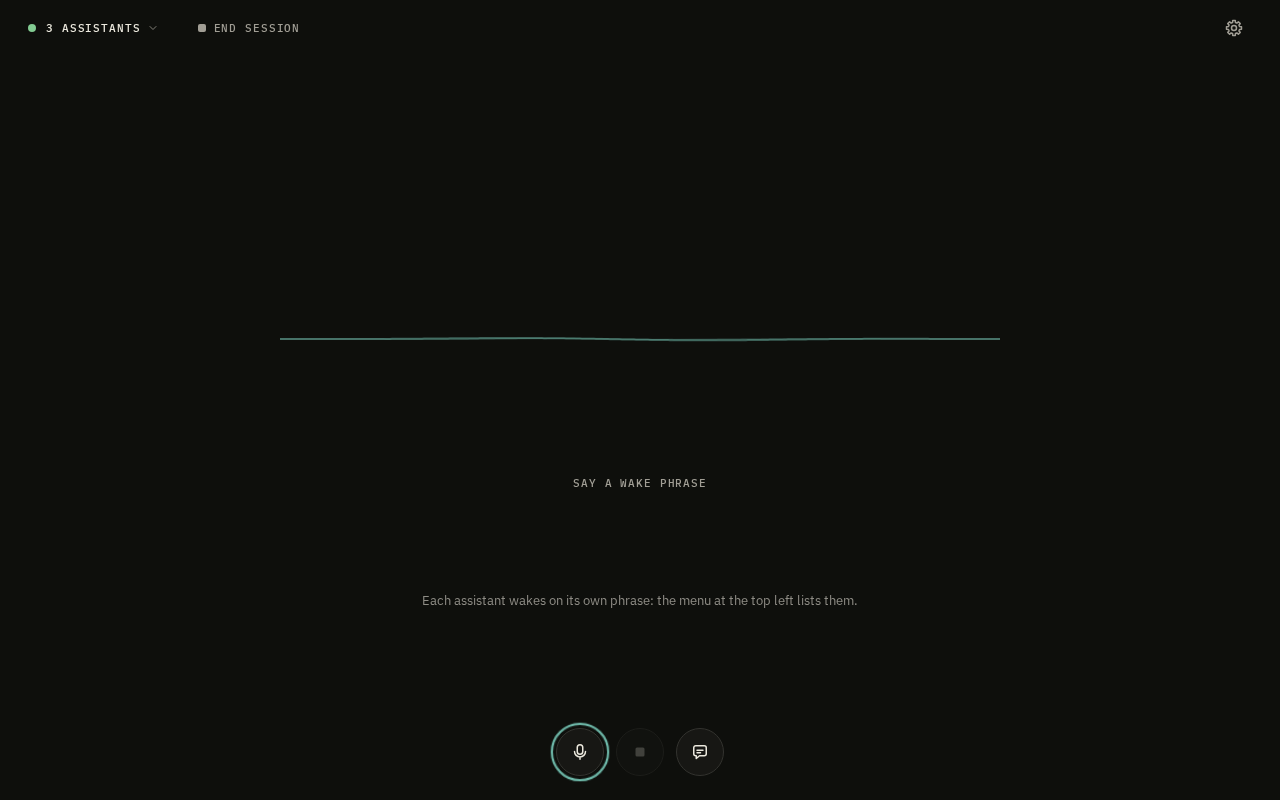 3 ASSISTANTS
END SESSION
SAY A WAKE PHRASE
Each assistant wakes on its own phrase: the menu at the top left lists them.